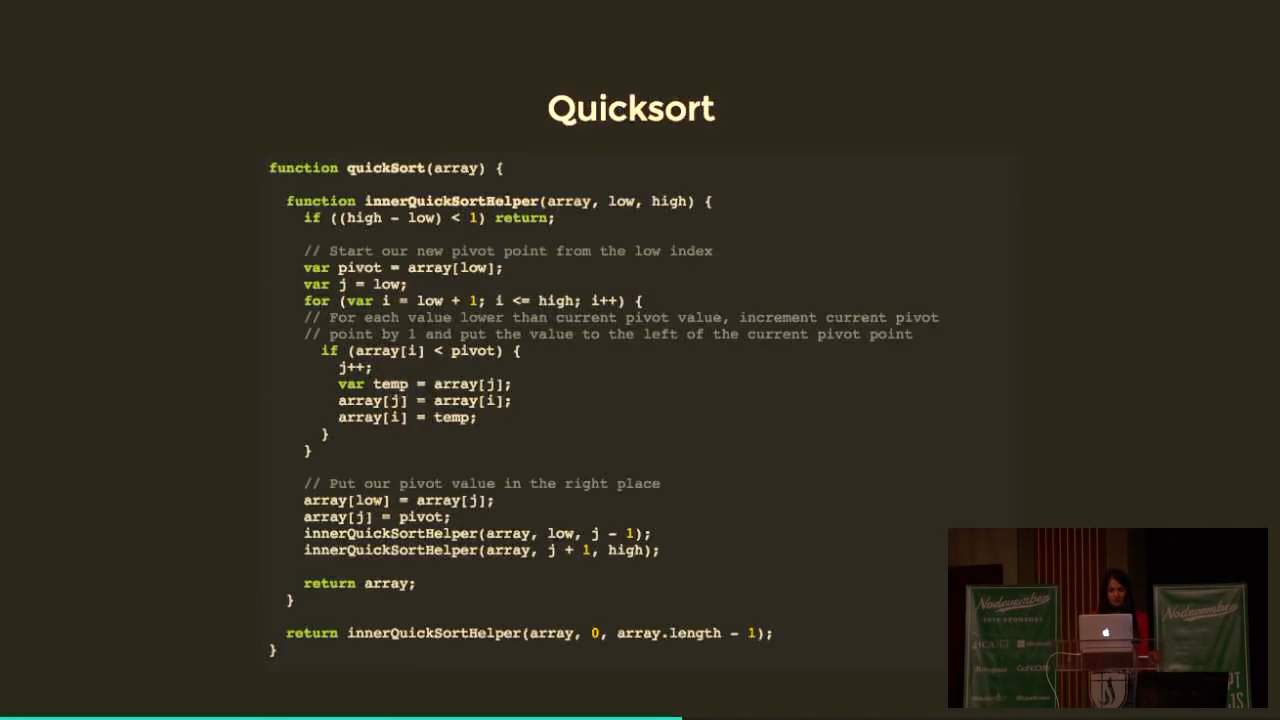 Quicksort
function quickSort(array) {
function innerQuickSortHelper(array, low, high) {
if ((high - low) < 1) return;
// Start our new pivot point from the low index
var pivot = array[low];
var j = low;
for (var i = low + 1; i <= high; i++) {
// For each value lower than current pivot value, increment current pivot
// point by 1 and put the value to the left of the current pivot point
if (array[i] < pivot) {
j++;
var temp = array[j];
array[j] = array[i];
array[i] = temp;
}
}
// Put our pivot value in the right place
array[low] = array[j];
array[j] = pivot;
innerQuickSortHelper(array, low, j - 1);
innerQuickSortHelper(array, j + 1, high);
return array;
}
return innerQuickSortHelper(array, 0, array.length - 1);
}
Nodevember
Nodevember